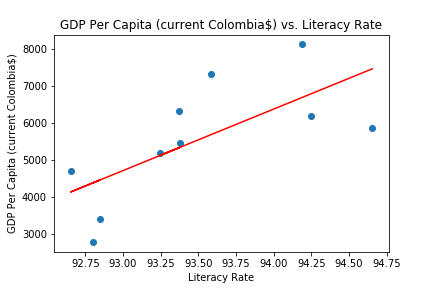 GDP Per Capita (current Colombia$) vs. Literacy Rate
8000
7000
6000
5000
4000
3000
GDP Per Capita (current Colombia$)
92.75 93.00 93.25 93.50 93.75 94.00 94.25 94.50 94.75
Literacy Rate